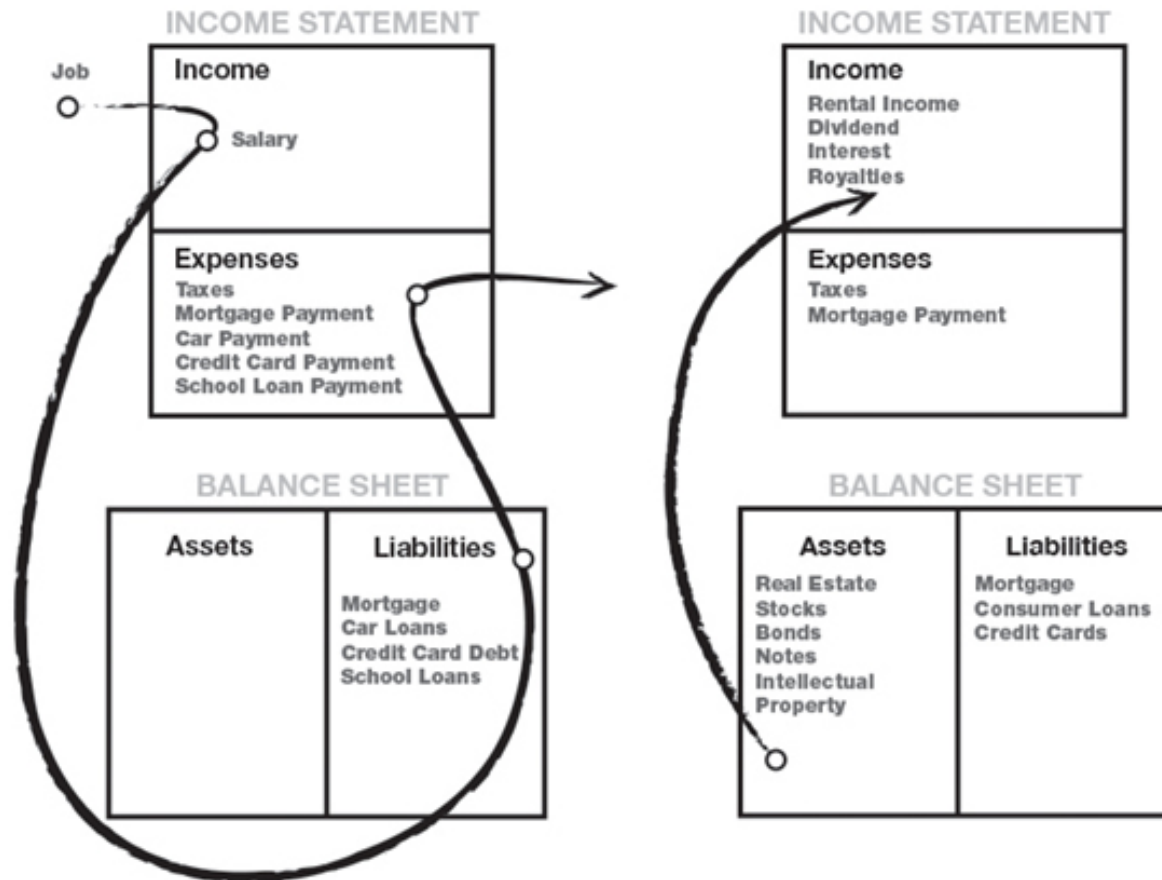 INCOME STATEMENT
Job
Income
Salary
Expenses
Taxes
Mortgage Payment
Car Payment
Credit Card Payment
School Loan Payment
BALANCE SHEET
Assets
Liabilities
Mortgage
Car Loans
Credit Card Debt
School Loans
INCOME STATEMENT
Income
Rental Income
Dividend
Interest
Royalties
Expenses
Taxes
Mortgage Payment
BALANCE SHEET
Assets
Real Estate
Stocks
Bonds
Notes
Intellectual
Property
Liabilities
Mortgage
Consumer Loans
Credit Cards